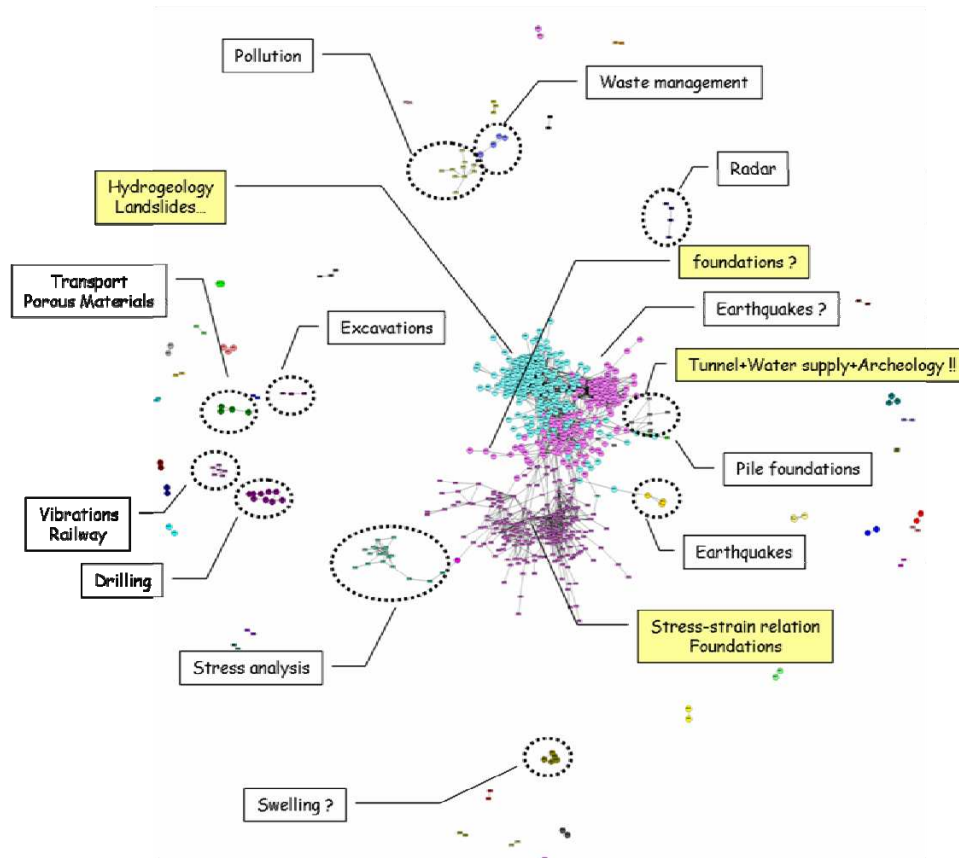 Pollution
Waste management
Radar
Hydrogeology
Landslides...
foundations ?
Transport
Porous Materials
Excavations
Earthquakes ?
Tunnel+Water supply+Archeology !!
Pile foundations
Vibrations
Railway
Earthquakes
Drilling
Stress-strain relation
Foundations
Stress analysis
Swelling ?